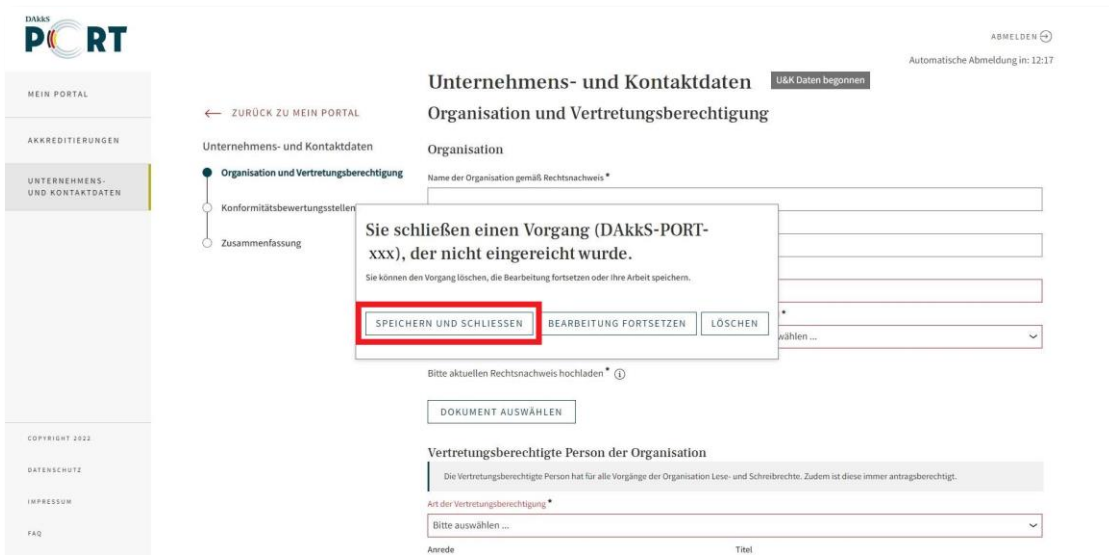 DAkkS
PORT
ABMELDEN
Automatische Abmeldung in: 12:17
MEIN PORTAL
AKKREDITIERUNGEN
UNTERNEHMENS-
UND KONTAKTDATEN
COPYRIGHT 2022
DATENSCHUTZ
IMPRESSUM
FAQ
ZURÜCK ZU MEIN PORTAL
Unternehmens- und Kontaktdaten
Organisation und Vertretungsberechtigung
Konformitätsbewertungsstellen
Zusammenfassung
Unternehmens- und Kontaktdaten
U&K Daten begonnen
Organisation und Vertretungsberechtigung
Organisation
Name der Organisation gemäß Rechtsnachweis *
Sie schließen einen Vorgang (DAkkS-PORT-
xxx), der nicht eingereicht wurde.
Sie können den Vorgang löschen, die Bearbeitung fortsetzen oder Ihre Arbeit speichern.
SPEICHERN UND SCHLIESSEN
BEARBEITUNG FORTSETZEN
LÖSCHEN
*
wählen ...
Bitte aktuellen Rechtsnachweis hochladen *
DOKUMENT AUSWÄHLEN
Vertretungsberechtigte Person der Organisation
Die Vertretungsberechtigte Person hat für alle Vorgänge der Organisation Lese- und Schreibrechte. Zudem ist diese immer antragsberechtigt.
Art der Vertretungsberechtigung *
Bitte auswählen ...
Anrede
Titel